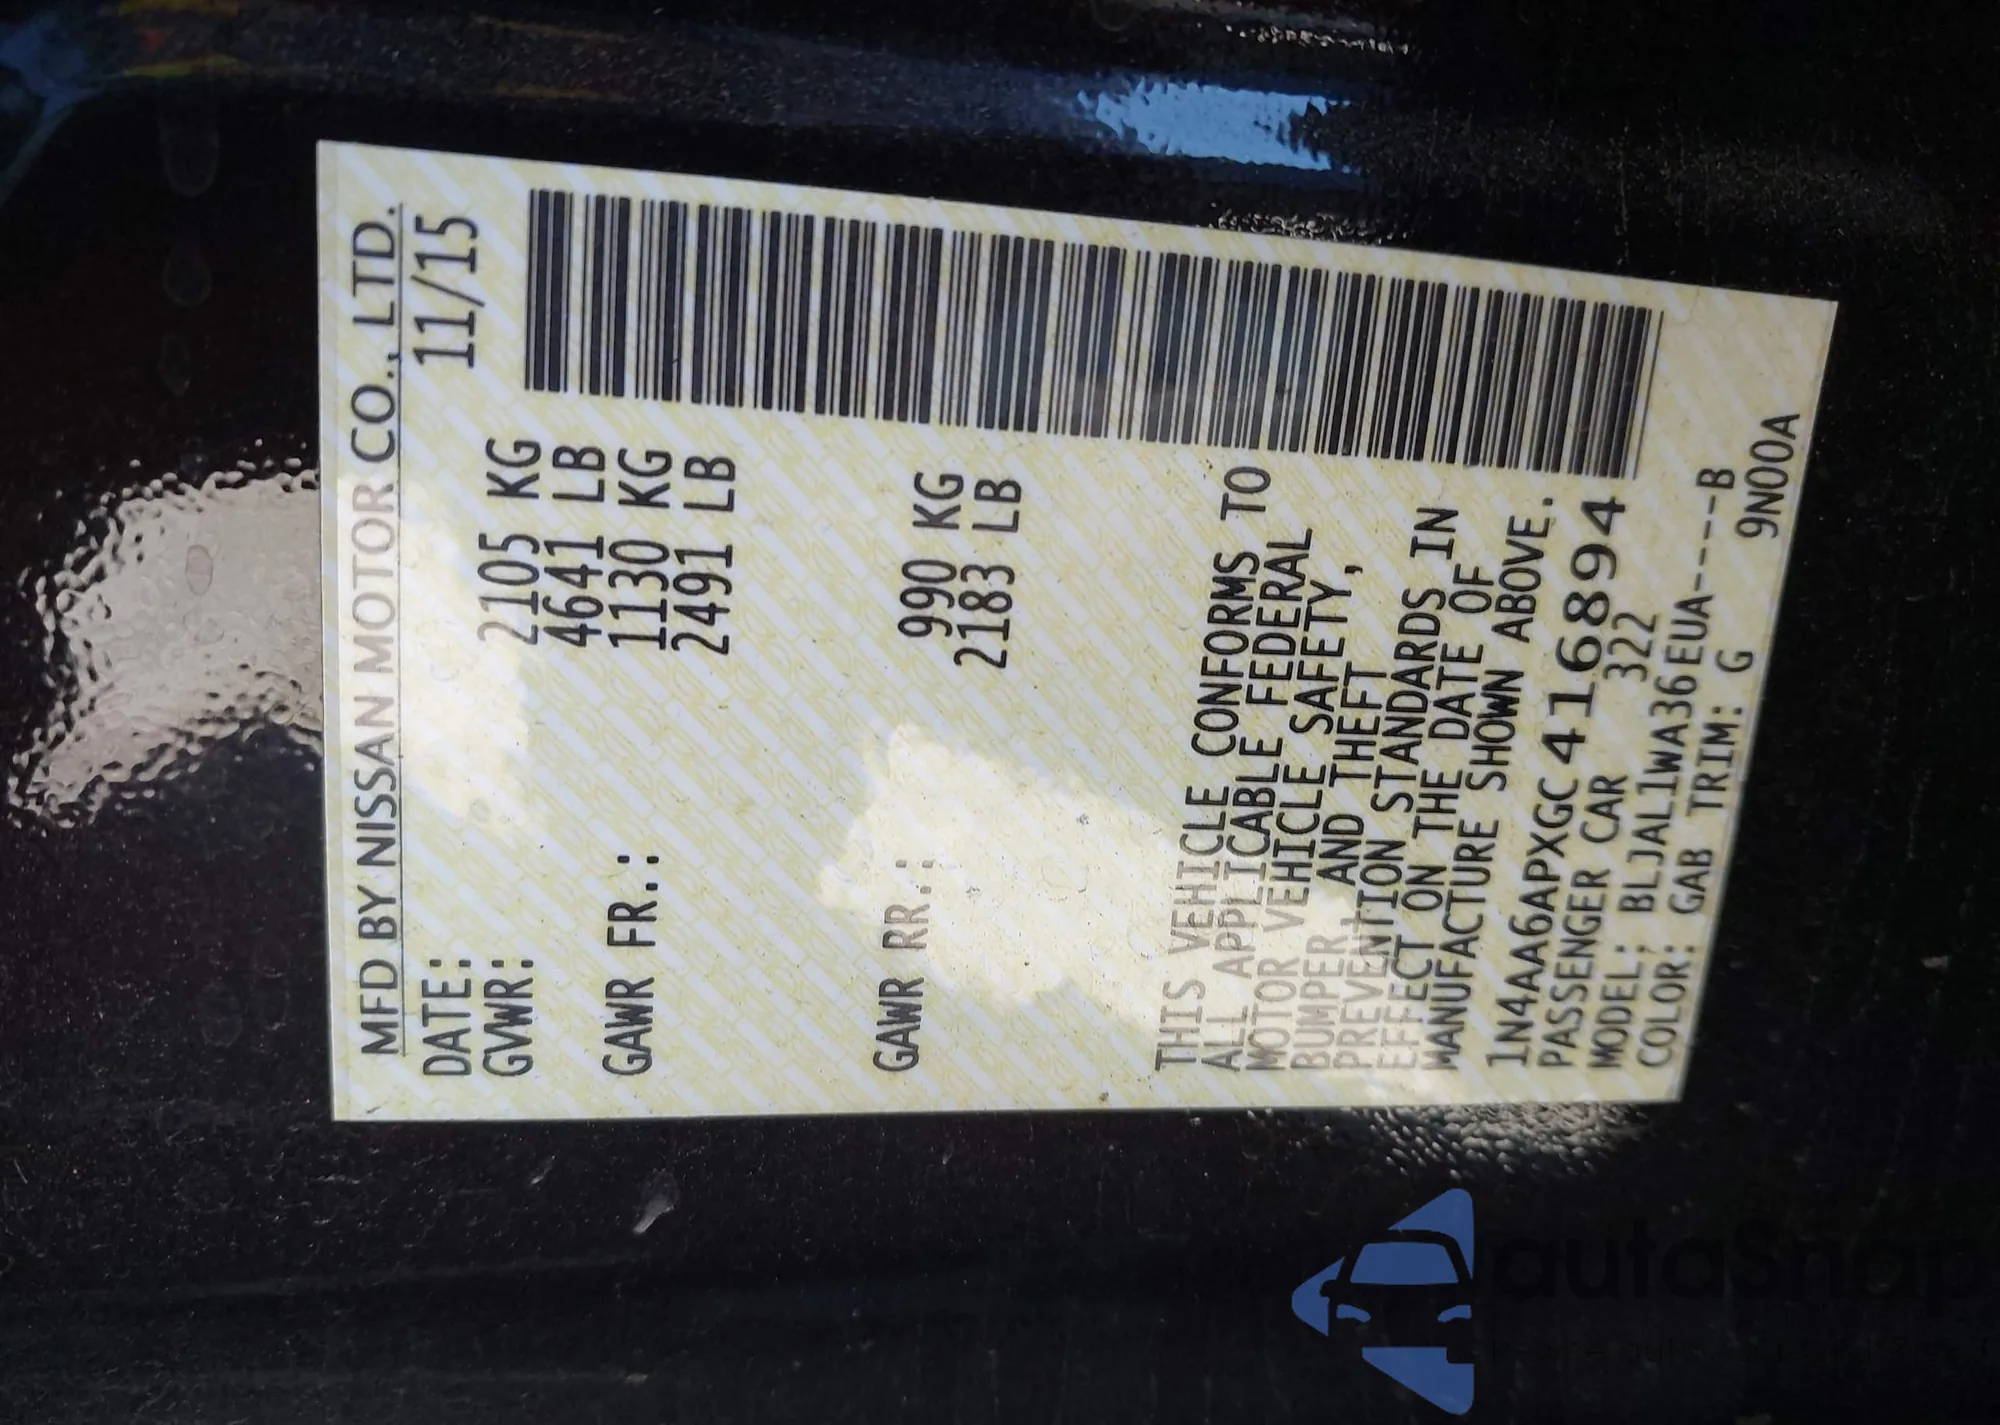 MFD BY NISSAN MOTOR CO., LTD.
DATE: 11/15
GVWR: 2105 KG
4641 LB
GAWR FR.: 1130 KG
2491 LB
GAWR RR.: 990 KG
2183 LB
THIS VEHICLE CONFORMS TO
ALL APPLICABLE FEDERAL
MOTOR VEHICLE SAFETY,
BUMPER AND THEFT
PREVENTION STANDARDS IN
EFFECT ON THE DATE OF
MANUFACTURE SHOWN ABOVE.
1N4AA6APXGC416894
PASSENGER CAR 322
MODEL: BLJAL1WA36EUA----B
COLOR: GAB TRIM: G 9N00A
autasnap